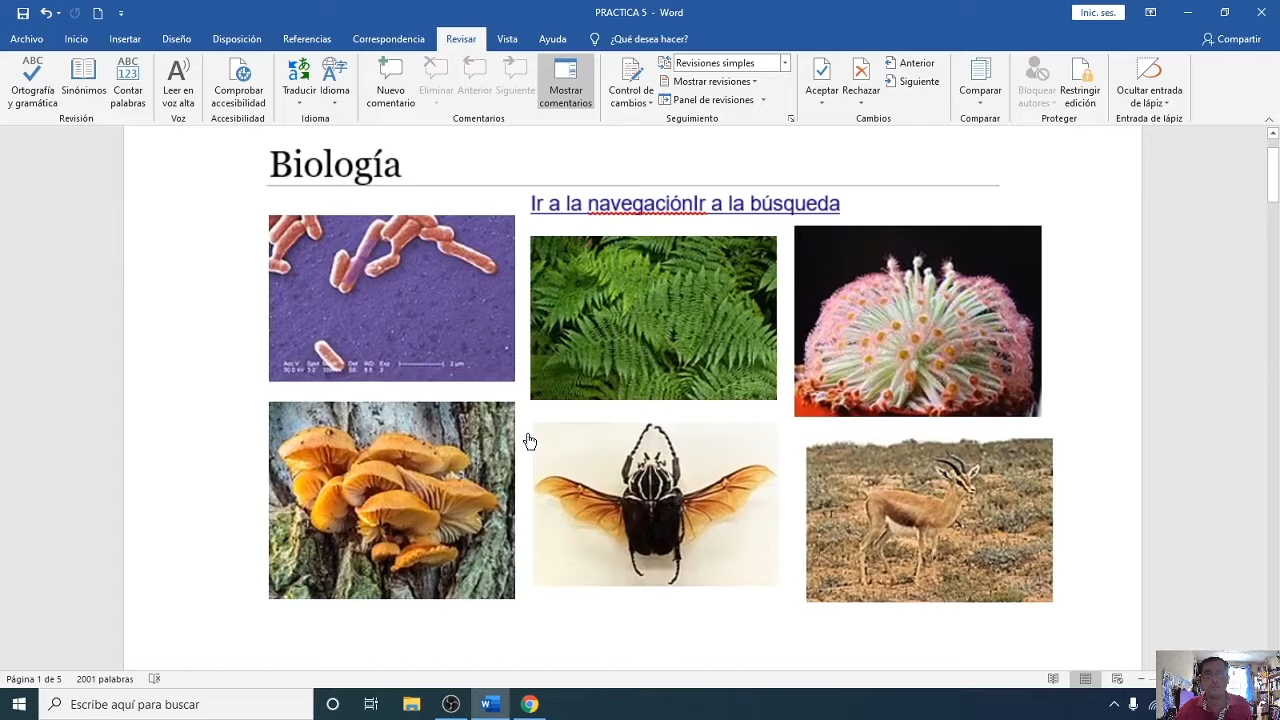 PRACTICA 5 - Word
Inic. ses.
Archivo Inicio Insertar Diseño Disposición Referencias Correspondencia Revisar Vista Ayuda ¿Qué desea hacer? Compartir
Ortografía y gramática
Sinónimos
ABC 123
Contar palabras
Revisión
Leer en voz alta
Voz
Comprobar accesibilidad
Accesibilidad
Traducir
Idioma
Idioma
Nuevo comentario
Eliminar
Anterior
Siguiente
Mostrar comentarios
Comentarios
Control de cambios
Revisiones simples
Mostrar revisiones
Panel de revisiones
Seguimiento
Aceptar
Rechazar
Anterior
Siguiente
Cambios
Comparar
Comparar
Bloquear autores
Restringir edición
Proteger
Ocultar entrada de lápiz
Entrada de lápiz
Biología
Ir a la navegaciónIr a la búsqueda
2 µm
Página 1 de 5 2001 palabras
Escribe aquí para buscar